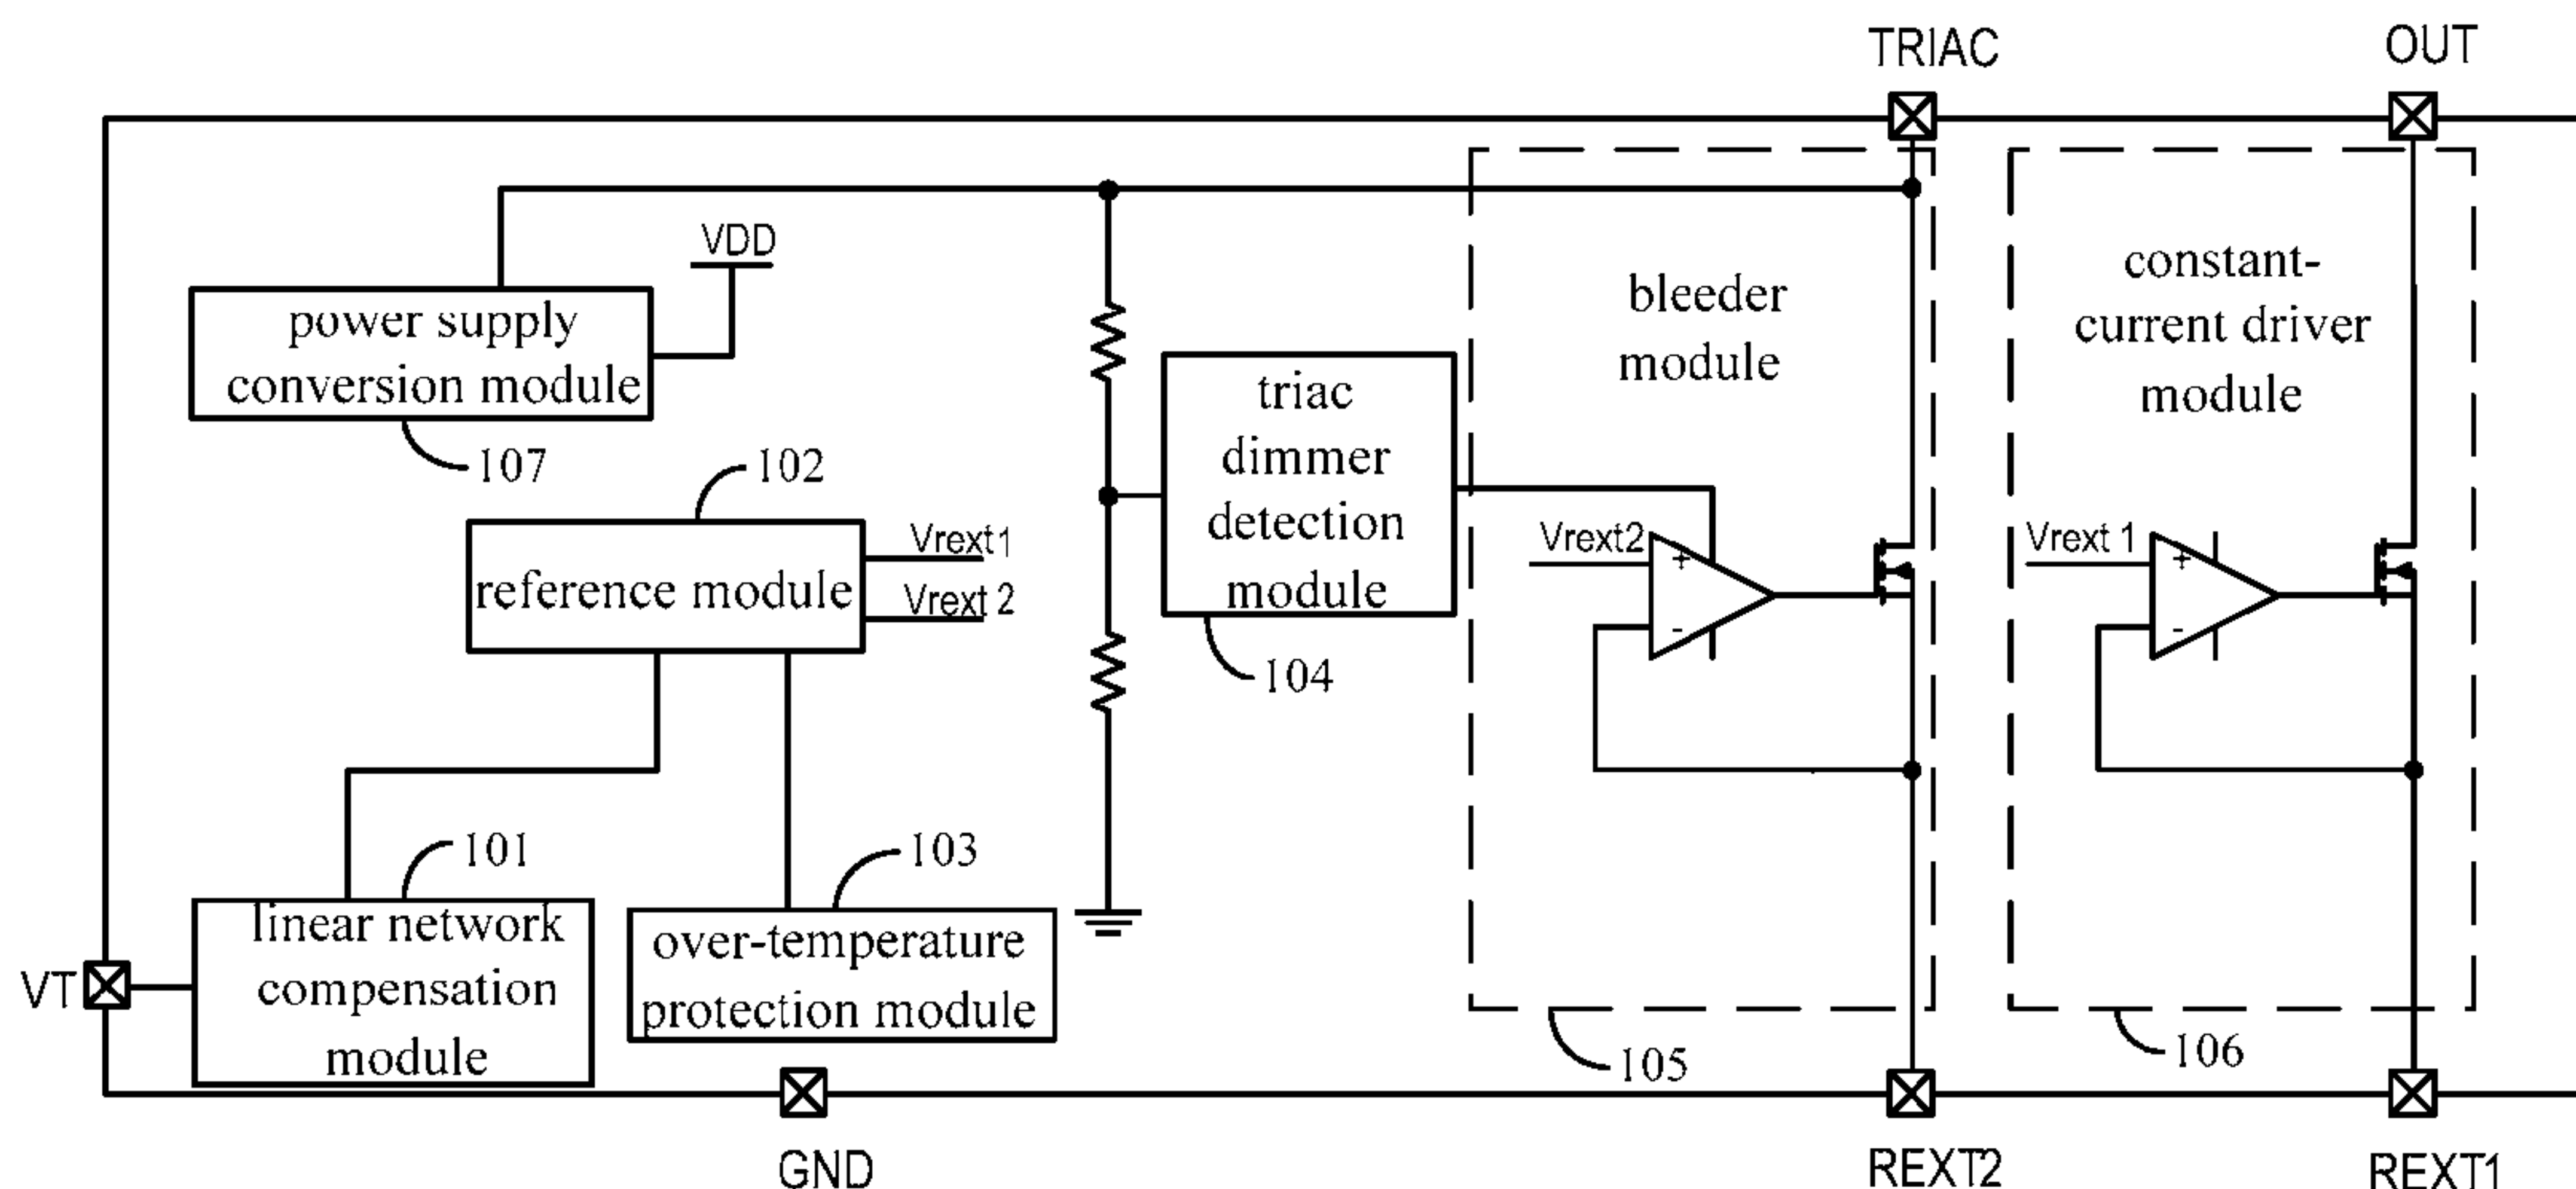 TRIAC
OUT
VDD
power supply
conversion module
107
bleeder
module
constant-
current driver
module
triac
dimmer
detection
module
104
102
reference module
Vrext1
Vrext 2
Vrext2
+
-
Vrext 1
+
-
101
linear network
compensation
module
103
over-temperature
protection module
VT
105
106
GND
REXT2
REXT1